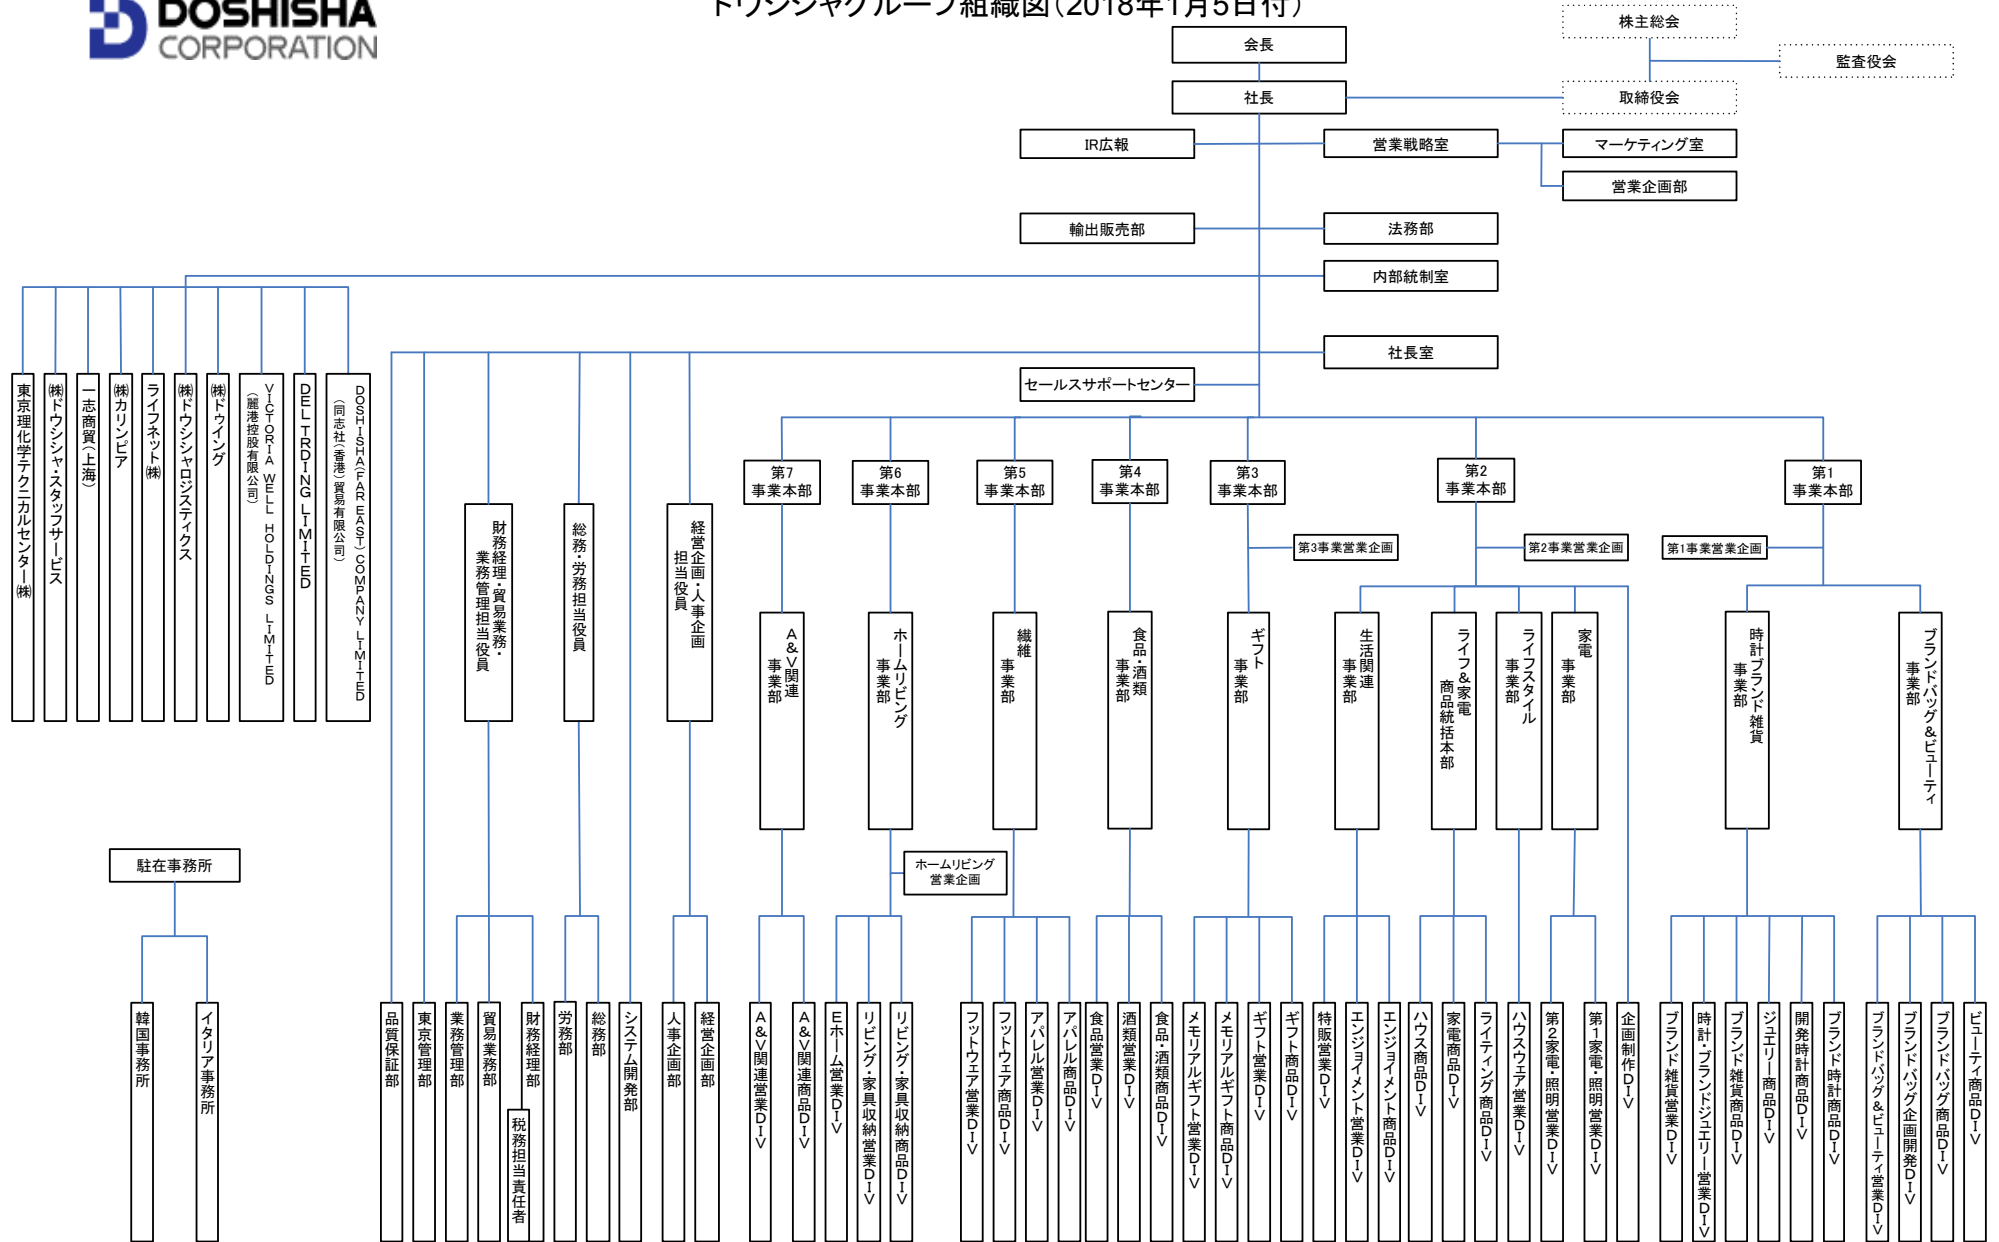 DOSHISHA
CORPORATION
ドウシシャグループ組織図(2018年1月5日付)
株主総会
会長
監査役会
社長
取締役会
IR広報
営業戦略室
マーケティング室
営業企画部
輸出販売部
法務部
内部統制室
社長室
セールスサポートセンター
東京理化学テクニカルセンター㈱
㈱ドウシシャ・スタッフサービス
一志商貿(上海)
㈱カリンピア
ライフネット㈱
㈱ドウシシャロジスティクス
㈱ドゥイング
VICTORIA WELL HOLDINGS LIMITED
(麗港控股有限公司)
DEL TRDING LIMITED
DOSHISHA(FAR EAST) COMPANY LIMITED
(同志社(香港)貿易有限公司)
第7
事業本部
第6
事業本部
第5
事業本部
第4
事業本部
第3
事業本部
第2
事業本部
第1
事業本部
第3事業営業企画
第2事業営業企画
第1事業営業企画
財務経理・貿易業務・
業務管理担当役員
総務・労務担当役員
経営企画・人事企画
担当役員
A&V関連
事業部
ホームリビング
事業部
繊維
事業部
食品・酒類
事業部
ギフト
事業部
生活関連
事業部
ライフ&家電
商品統括本部
ライフスタイル
事業部
家電
事業部
時計ブランド雑貨
事業部
ブランドバッグ&ビューティ
事業部
駐在事務所
ホームリビング
営業企画
韓国事務所
イタリア事務所
品質保証部
東京管理部
業務管理部
貿易業務部
財務経理部
税務担当責任者
労務部
総務部
システム開発部
人事企画部
経営企画部
A&V関連営業DIV
A&V関連商品DIV
Eホーム営業DIV
リビング・家具収納営業DIV
リビング・家具収納商品DIV
フットウェア営業DIV
フットウェア商品DIV
アパレル営業DIV
アパレル商品DIV
食品営業DIV
酒類営業DIV
食品・酒類商品DIV
メモリアルギフト営業DIV
メモリアルギフト商品DIV
ギフト営業DIV
ギフト商品DIV
特販営業DIV
エンジョイメント営業DIV
エンジョイメント商品DIV
ハウス商品DIV
家電商品DIV
ライティング商品DIV
ハウスウェア営業DIV
第2家電・照明営業DIV
第1家電・照明営業DIV
企画制作DIV
ブランド雑貨営業DIV
時計・ブランドジュエリー営業DIV
ブランド雑貨商品DIV
ジュエリー商品DIV
開発時計商品DIV
ブランド時計商品DIV
ブランドバッグ&ビューティ営業DIV
ブランドバッグ企画開発DIV
ブランドバッグ商品DIV
ビューティ商品DIV